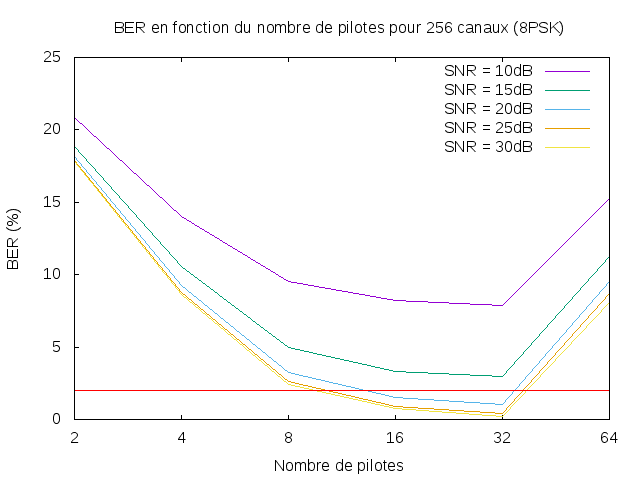 BER en fonction du nombre de pilotes pour 256 canaux (8PSK)
25
20
15
10
5
0
BER (%)
SNR = 10dB
SNR = 15dB
SNR = 20dB
SNR = 25dB
SNR = 30dB
2 4 8 16 32 64
Nombre de pilotes